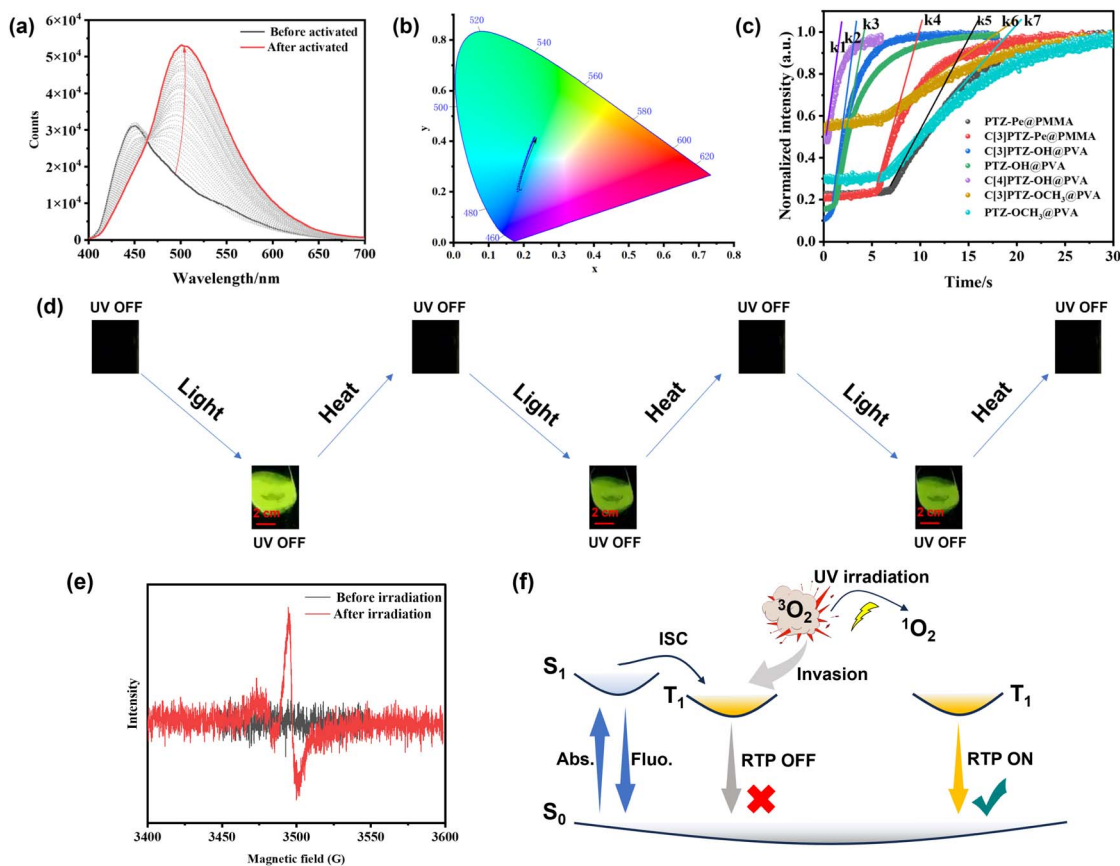 (a)
Before activated
After activated
6×10⁴
5×10⁴
4×10⁴
3×10⁴
2×10⁴
1×10⁴
0
Counts
400 450 500 550 600 650 700
Wavelength/nm
(b)
520
540
560
580
600
620
500
480
460
0.8
0.6
0.4
0.2
0.0
y
0.0 0.1 0.2 0.3 0.4 0.5 0.6 0.7 0.8
x
(c)
k1 k2 k3 k4 k5 k6 k7
1.0
0.8
0.6
0.4
0.2
0.0
Normalized intensity (a.u.)
PTZ-Pe@PMMA
C[3]PTZ-Pe@PMMA
C[3]PTZ-OH@PVA
PTZ-OH@PVA
C[4]PTZ-OH@PVA
C[3]PTZ-OCH₃@PVA
PTZ-OCH₃@PVA
0 5 10 15 20 25 30
Time/s
(d)
UV OFF UV OFF UV OFF UV OFF
Light Heat Light Heat Light Heat
2 cm 2 cm 2 cm
UV OFF UV OFF UV OFF
(e)
Before irradiation
After irradiation
Intensity
3400 3450 3500 3550 3600
Magnetic field (G)
(f)
UV irradiation
³O₂
¹O₂
ISC
Invasion
S₁
T₁
T₁
Abs.
Fluo.
RTP OFF
RTP ON
S₀